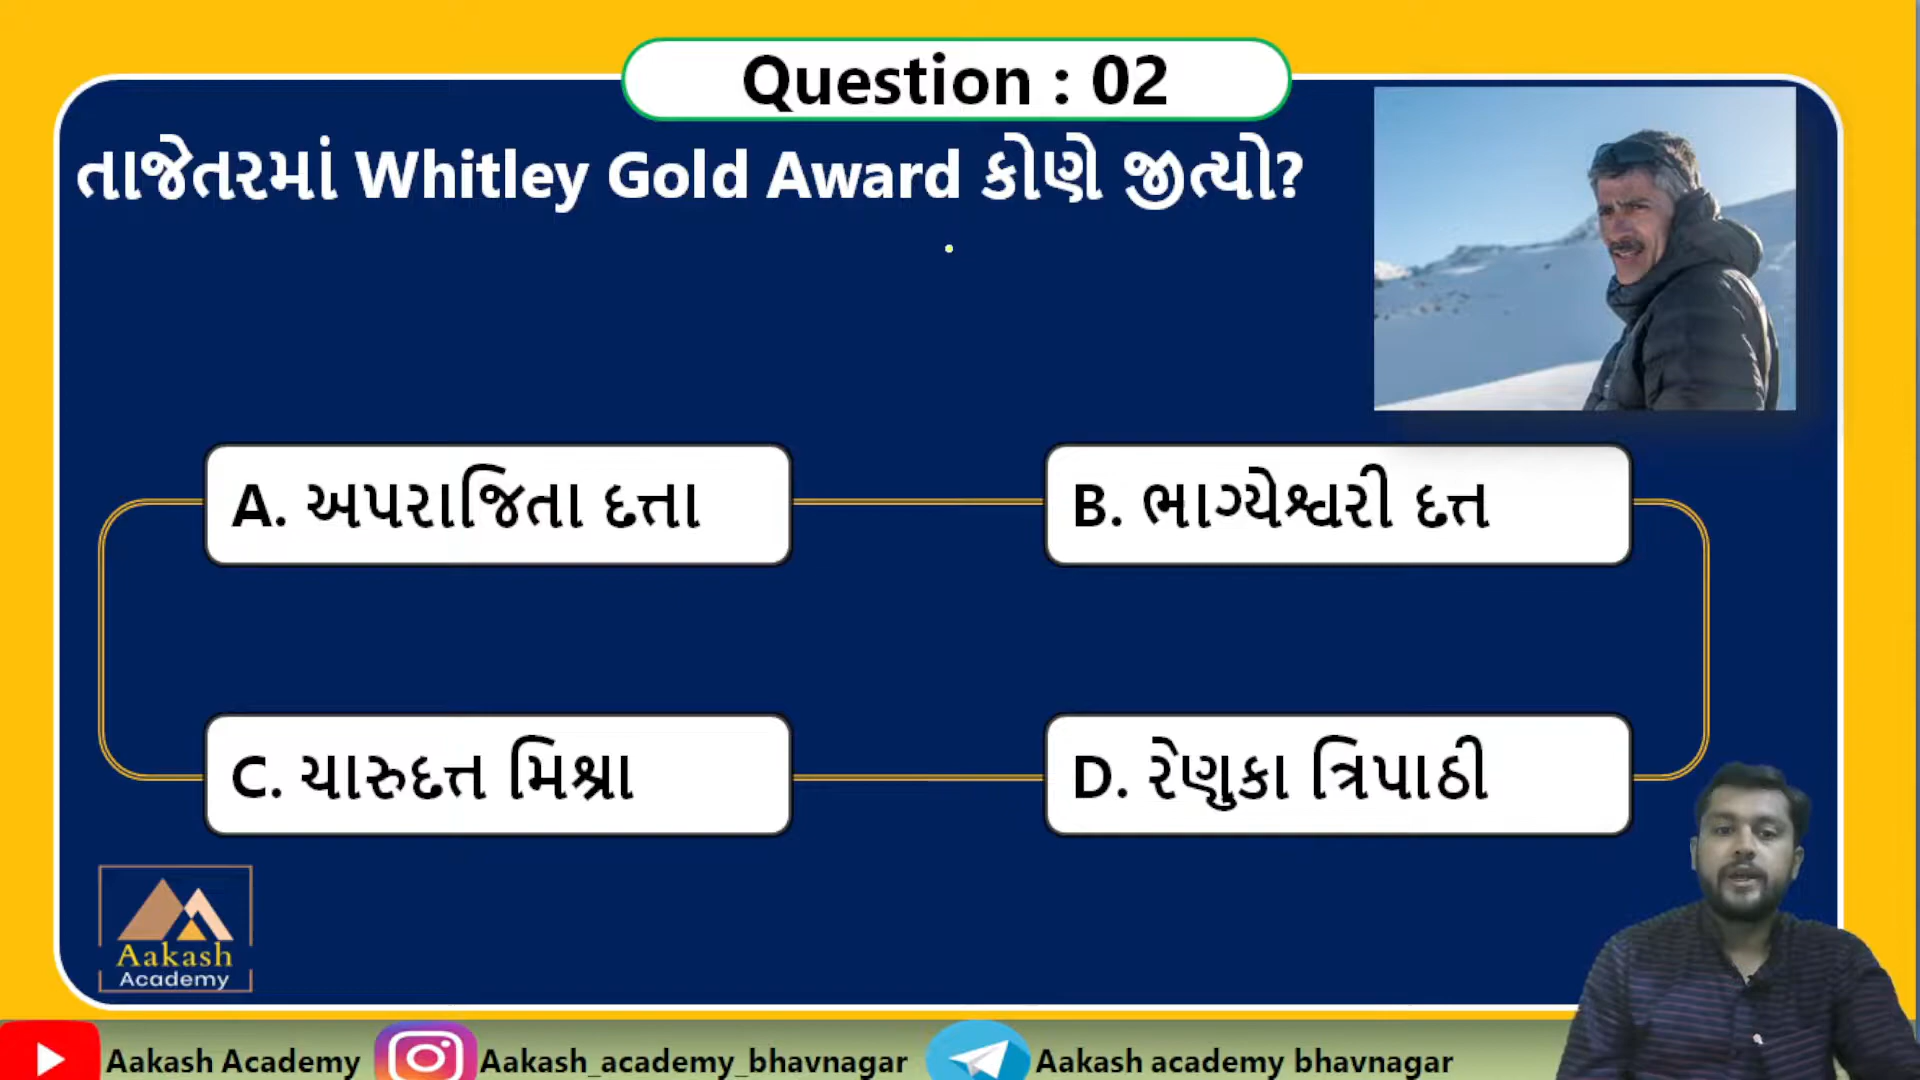 Question : 02
તાજેતરમાં Whitley Gold Award કોણે જીત્યો?
A. અપરાજિતા દત્તા
B. ભાગ્યેશ્વરી દત્ત
C. ચારુદત્ત મિશ્રા
D. રેણુકા ત્રિપાઠી
Aakash
Academy
Aakash Academy
Aakash_academy_bhavnagar
Aakash academy bhavnagar